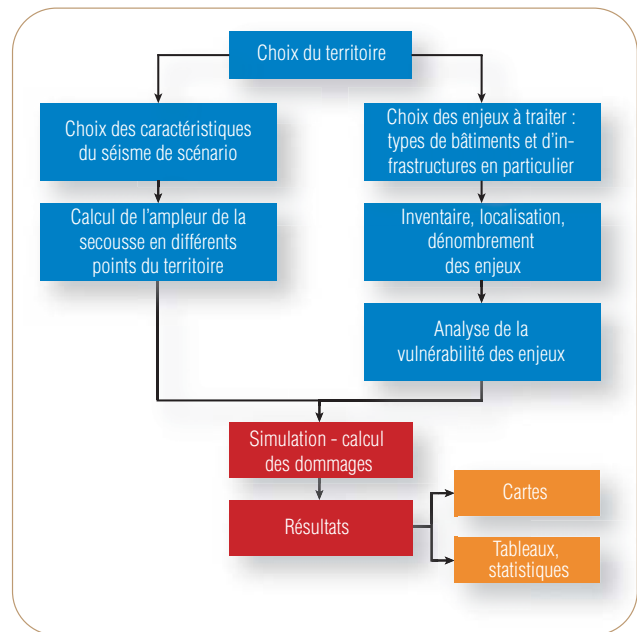 Choix du territoire
Choix des caractéristiques
du séisme de scénario
Calcul de l'ampleur de la
secousse en différents
points du territoire
Choix des enjeux à traiter :
types de bâtiments et d'in-
frastructures en particulier
Inventaire, localisation,
dénombrement
des enjeux
Analyse de la
vulnérabilité des enjeux
Simulation - calcul
des dommages
Résultats
Cartes
Tableaux,
statistiques